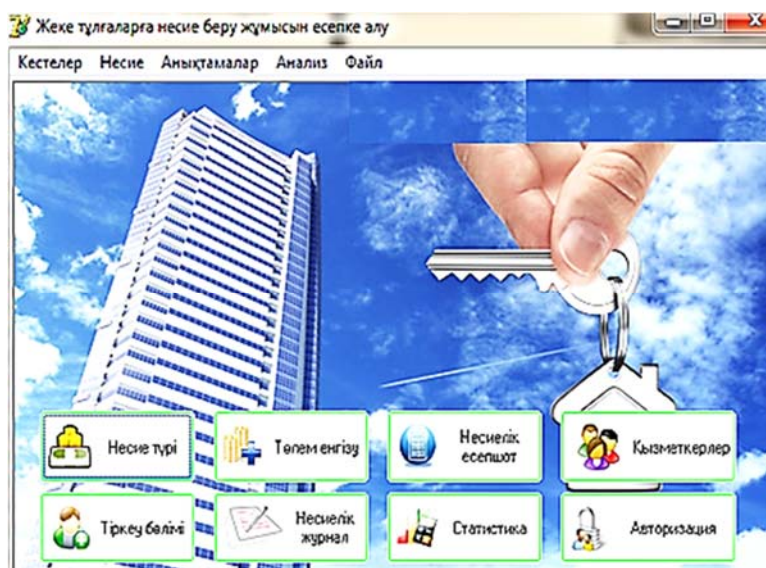 Жеке тұлғаларға несие беру жұмысын есепке алу
Кестелер Несие Анықтамалар Анализ Файл
Несие түрі
Төлем енгізу
Несиелік
есепшот
Қызметкерлер
Тіркеу бөлімі
Несиелік
журнал
Статистика
Авторизация